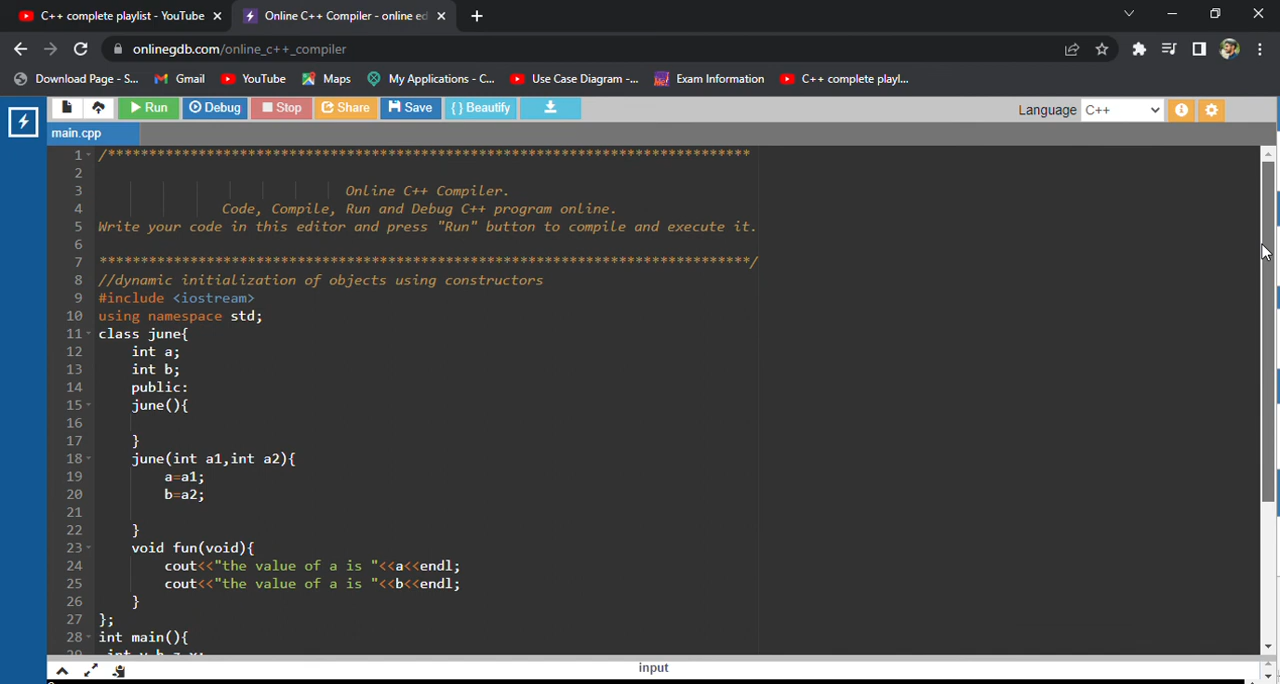 C++ complete playlist - YouTube
Online C++ Compiler - online ed
onlinegdb.com/online_c++_compiler
Download Page - S... Gmail YouTube Maps My Applications - C... Use Case Diagram -... Exam Information C++ complete playl...
Run Debug Stop Share Save {} Beautify Language C++
main.cpp
1 /******************************************************************************
2
3 Online C++ Compiler.
4 Code, Compile, Run and Debug C++ program online.
5 Write your code in this editor and press "Run" button to compile and execute it.
6
7 *******************************************************************************/
8 //dynamic initialization of objects using constructors
9 #include <iostream>
10 using namespace std;
11 class june{
12 int a;
13 int b;
14 public:
15 june(){
16
17 }
18 june(int a1,int a2){
19 a=a1;
20 b=a2;
21
22 }
23 void fun(void){
24 cout<<"the value of a is "<<a<<endl;
25 cout<<"the value of a is "<<b<<endl;
26 }
27 };
28 int main(){
input